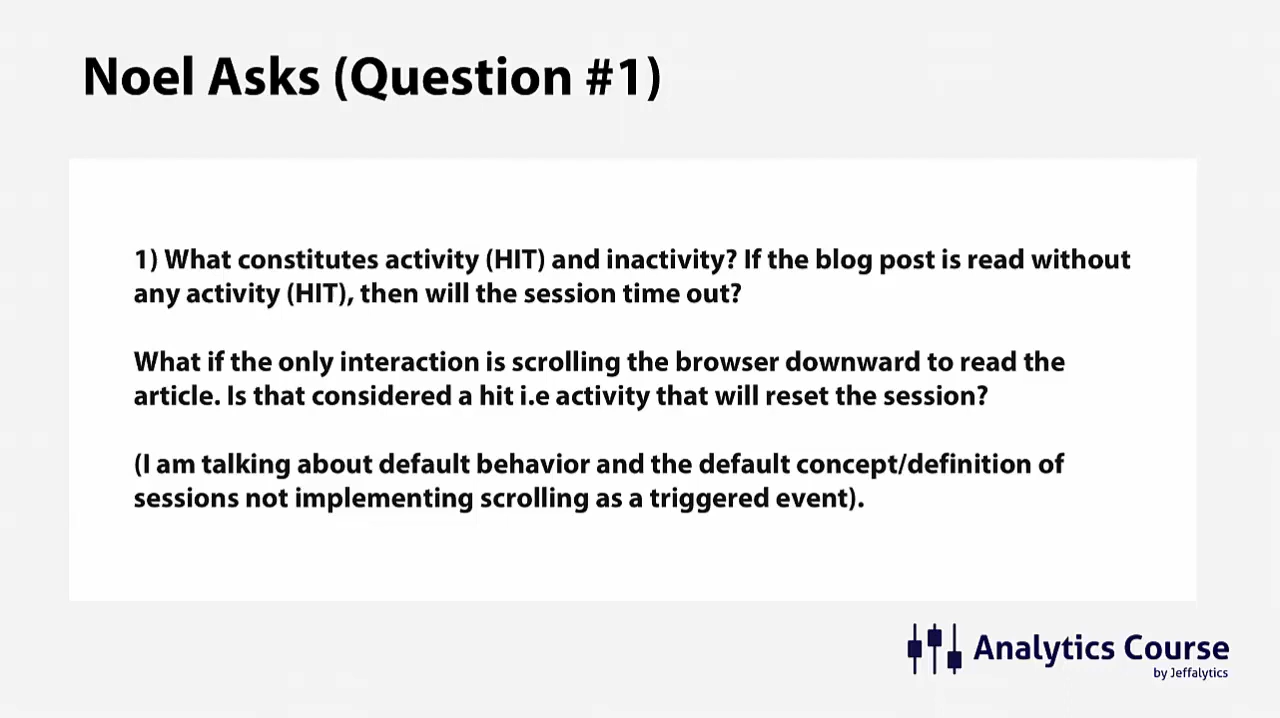 Noel Asks (Question #1)
1) What constitutes activity (HIT) and inactivity? If the blog post is read without
any activity (HIT), then will the session time out?
What if the only interaction is scrolling the browser downward to read the
article. Is that considered a hit i.e activity that will reset the session?
(I am talking about default behavior and the default concept/definition of
sessions not implementing scrolling as a triggered event).
Analytics Course
by Jeffalytics